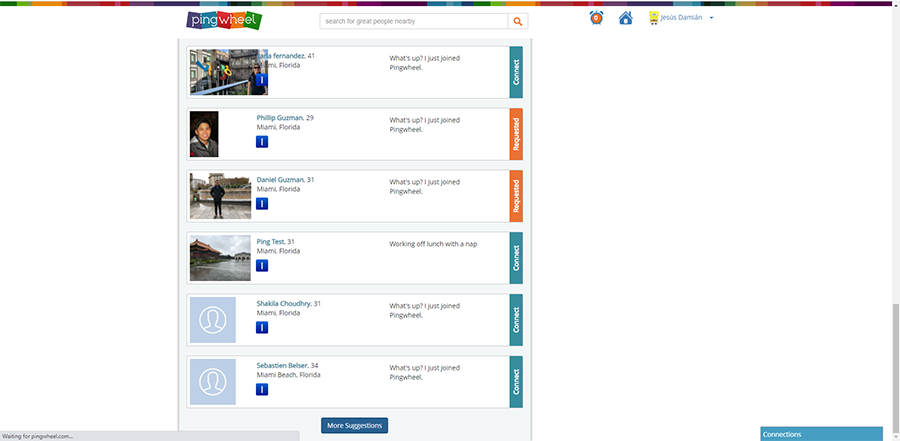 pingwheel
search for great people nearby
0
Jesús Damián
fernandez, 41
Miami, Florida
What's up? I just joined
Pingwheel.
Connect
Phillip Guzman, 29
Miami, Florida
What's up? I just joined
Pingwheel.
Requested
Daniel Guzman, 31
Miami, Florida
What's up? I just joined
Pingwheel.
Requested
Ping Test, 31
Miami, Florida
Working off lunch with a nap
Connect
Shakila Choudhry, 31
Miami, Florida
What's up? I just joined
Pingwheel.
Connect
Sebastien Belser, 34
Miami Beach, Florida
What's up? I just joined
Pingwheel.
Connect
More Suggestions
Waiting for pingwheel.com...
Connections